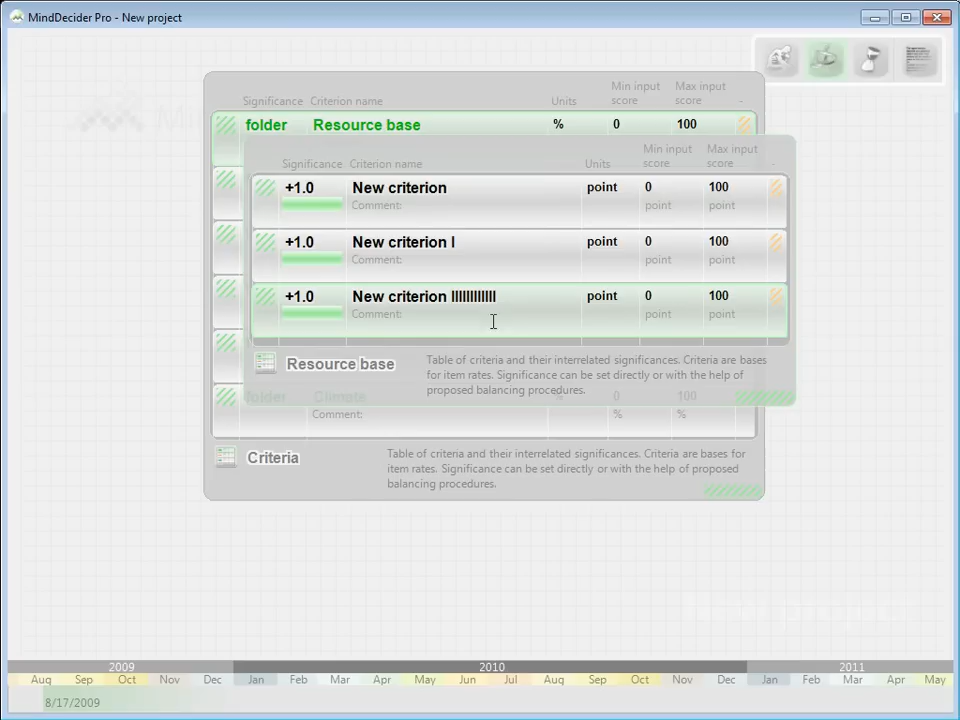 MindDecider Pro - New project
Significance Criterion name Units Min input score Max input score -
folder Resource base % 0 100
Significance Criterion name Units Min input score Max input score -
+1.0 New criterion point 0 100
Comment: point point
+1.0 New criterion I point 0 100
Comment: point point
+1.0 New criterion IIIIIIIIIIII point 0 100
Comment: point point
Resource base
Table of criteria and their interrelated significances. Criteria are bases
for item rates. Significance can be set directly or with the help of
proposed balancing procedures.
folder Climate % 0 100
Comment: % %
Criteria
Table of criteria and their interrelated significances. Criteria are bases for
item rates. Significance can be set directly or with the help of proposed
balancing procedures.
2009 2010 2011
Aug Sep Oct Nov Dec Jan Feb Mar Apr May Jun Jul Aug Sep Oct Nov Dec Jan Feb Mar Apr May
8/17/2009